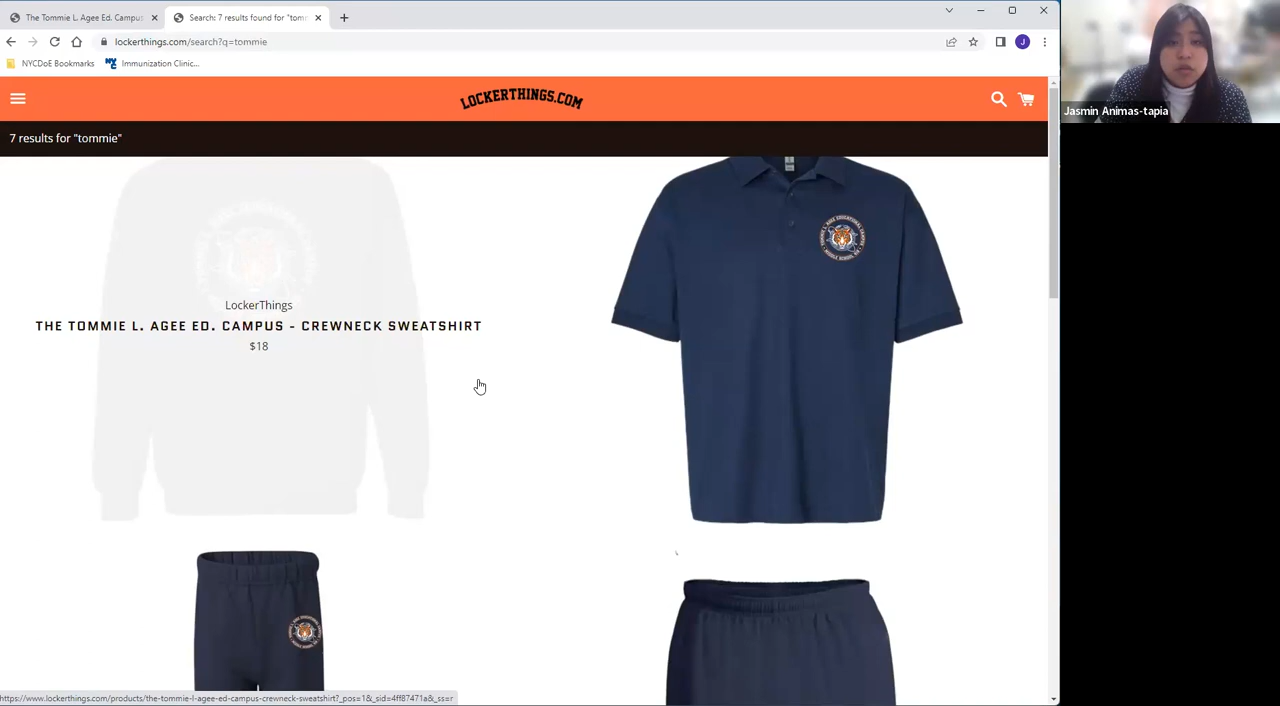 The Tommie L. Agee Ed. Campu
Search: 7 results found for "tomm
lockerthings.com/search?q=tommie
J
NYCDoE Bookmarks
Immunization Clinic...
Jasmin Animas-tapia
LOCKERTHINGS.COM
7 results for "tommie"
LockerThings
THE TOMMIE L. AGEE ED. CAMPUS - CREWNECK SWEATSHIRT
$18
https://www.lockerthings.com/products/the-tommie-l-agee-ed-campus-crewneck-sweatshirt?_pos=1&_sid=4ff87471a&_ss=r